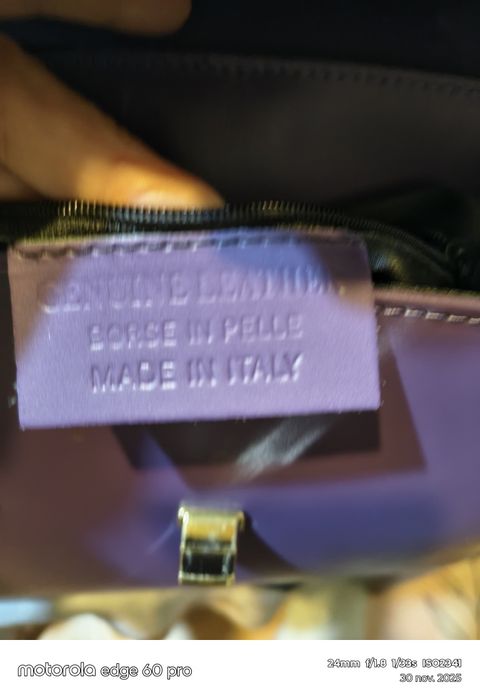 GENUINE LEATHER
BORSE IN PELLE
MADE IN ITALY
motorola edge 60 pro
24mm f/1.8 1/33s ISO2341
30 nov. 2025